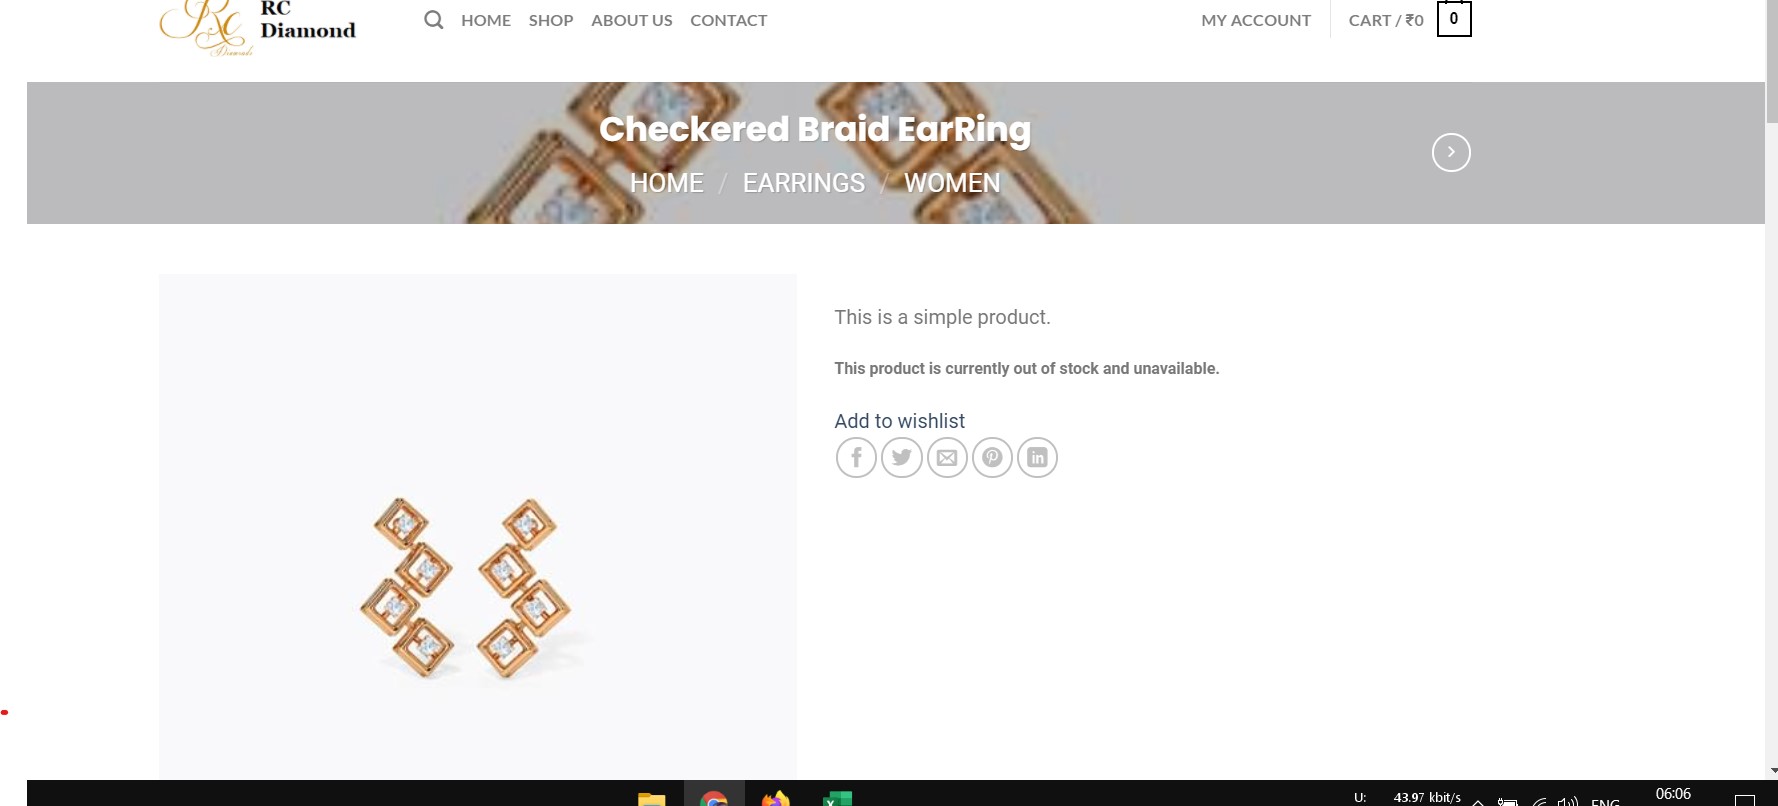 RC
Diamond
Rc
Diamonds
HOME SHOP ABOUT US CONTACT
MY ACCOUNT CART / ₹0 0
Checkered Braid EarRing
HOME / EARRINGS / WOMEN
This is a simple product.
This product is currently out of stock and unavailable.
Add to wishlist
U: 43.97 kbit/s
ENG
06:06